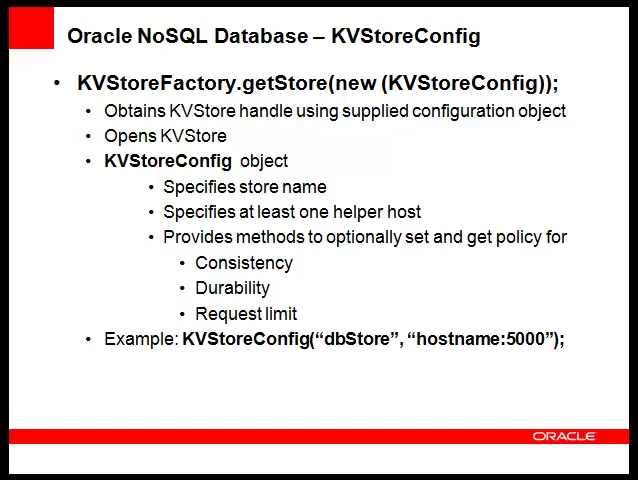 Oracle NoSQL Database – KVStoreConfig
• KVStoreFactory.getStore(new (KVStoreConfig));
• Obtains KVStore handle using supplied configuration object
• Opens KVStore
• KVStoreConfig object
• Specifies store name
• Specifies at least one helper host
• Provides methods to optionally set and get policy for
• Consistency
• Durability
• Request limit
• Example: KVStoreConfig(“dbStore”, “hostname:5000”);
ORACLE